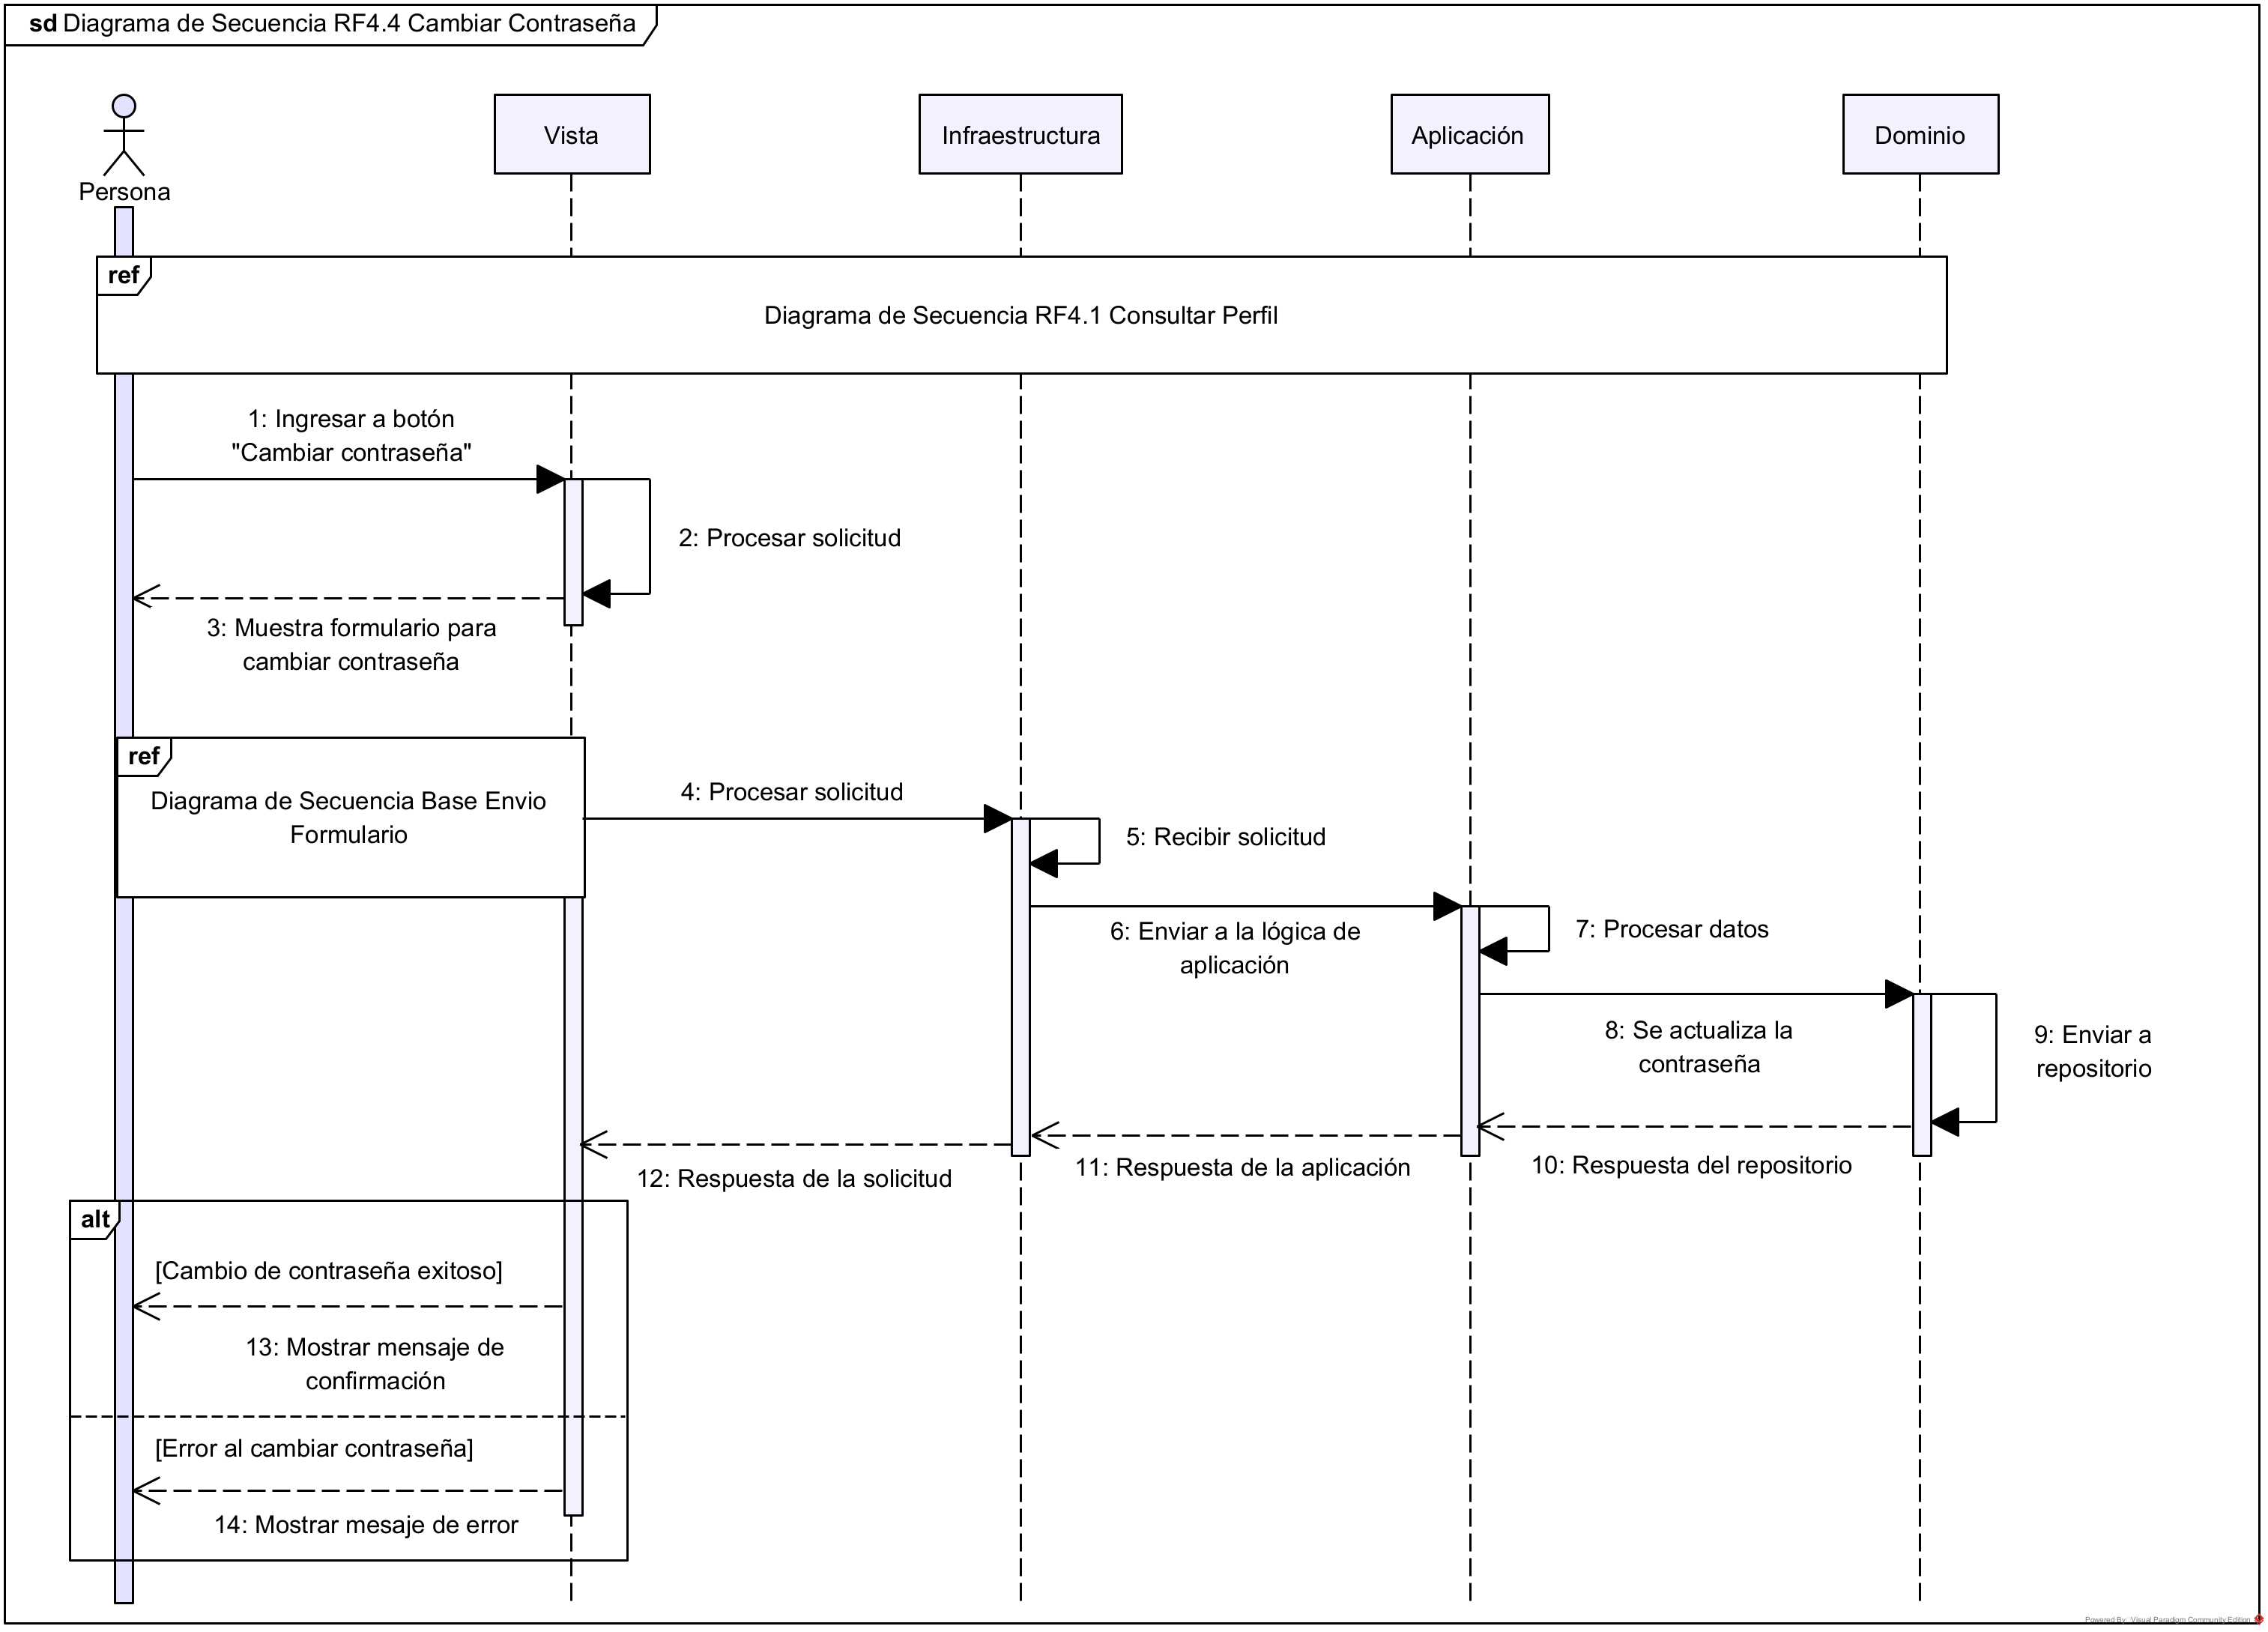 sd Diagrama de Secuencia RF4.4 Cambiar Contraseña
Persona
Vista
Infraestructura
Aplicación
Dominio
ref
Diagrama de Secuencia RF4.1 Consultar Perfil
1: Ingresar a botón
"Cambiar contraseña"
2: Procesar solicitud
3: Muestra formulario para
cambiar contraseña
ref
Diagrama de Secuencia Base Envio
Formulario
4: Procesar solicitud
5: Recibir solicitud
6: Enviar a la lógica de
aplicación
7: Procesar datos
8: Se actualiza la
contraseña
9: Enviar a
repositorio
10: Respuesta del repositorio
11: Respuesta de la aplicación
12: Respuesta de la solicitud
alt
[Cambio de contraseña exitoso]
13: Mostrar mensaje de
confirmación
[Error al cambiar contraseña]
14: Mostrar mesaje de error
Powered By: Visual Paradigm Community Edition